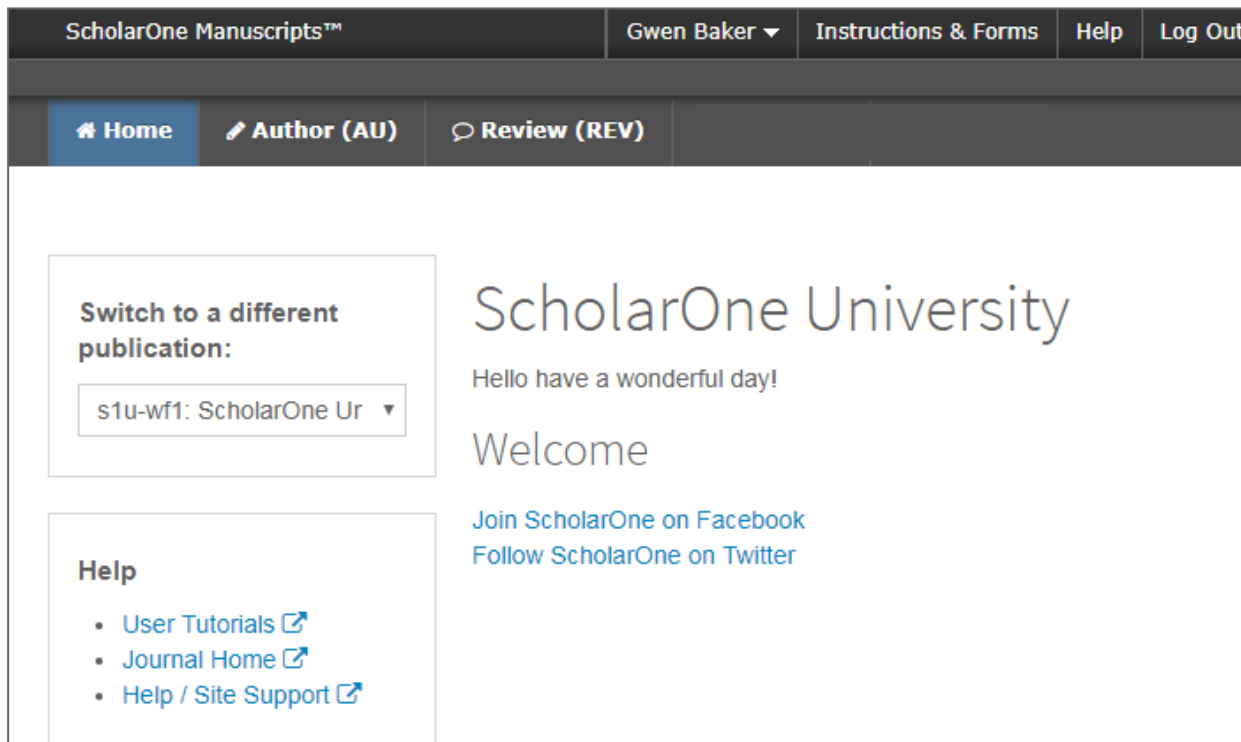 ScholarOne Manuscripts™
Gwen Baker
Instructions & Forms
Help
Log Out
Home
Author (AU)
Review (REV)
Switch to a different
publication:
s1u-wf1: ScholarOne Ur
Help
User Tutorials
Journal Home
Help / Site Support
ScholarOne University
Hello have a wonderful day!
Welcome
Join ScholarOne on Facebook
Follow ScholarOne on Twitter